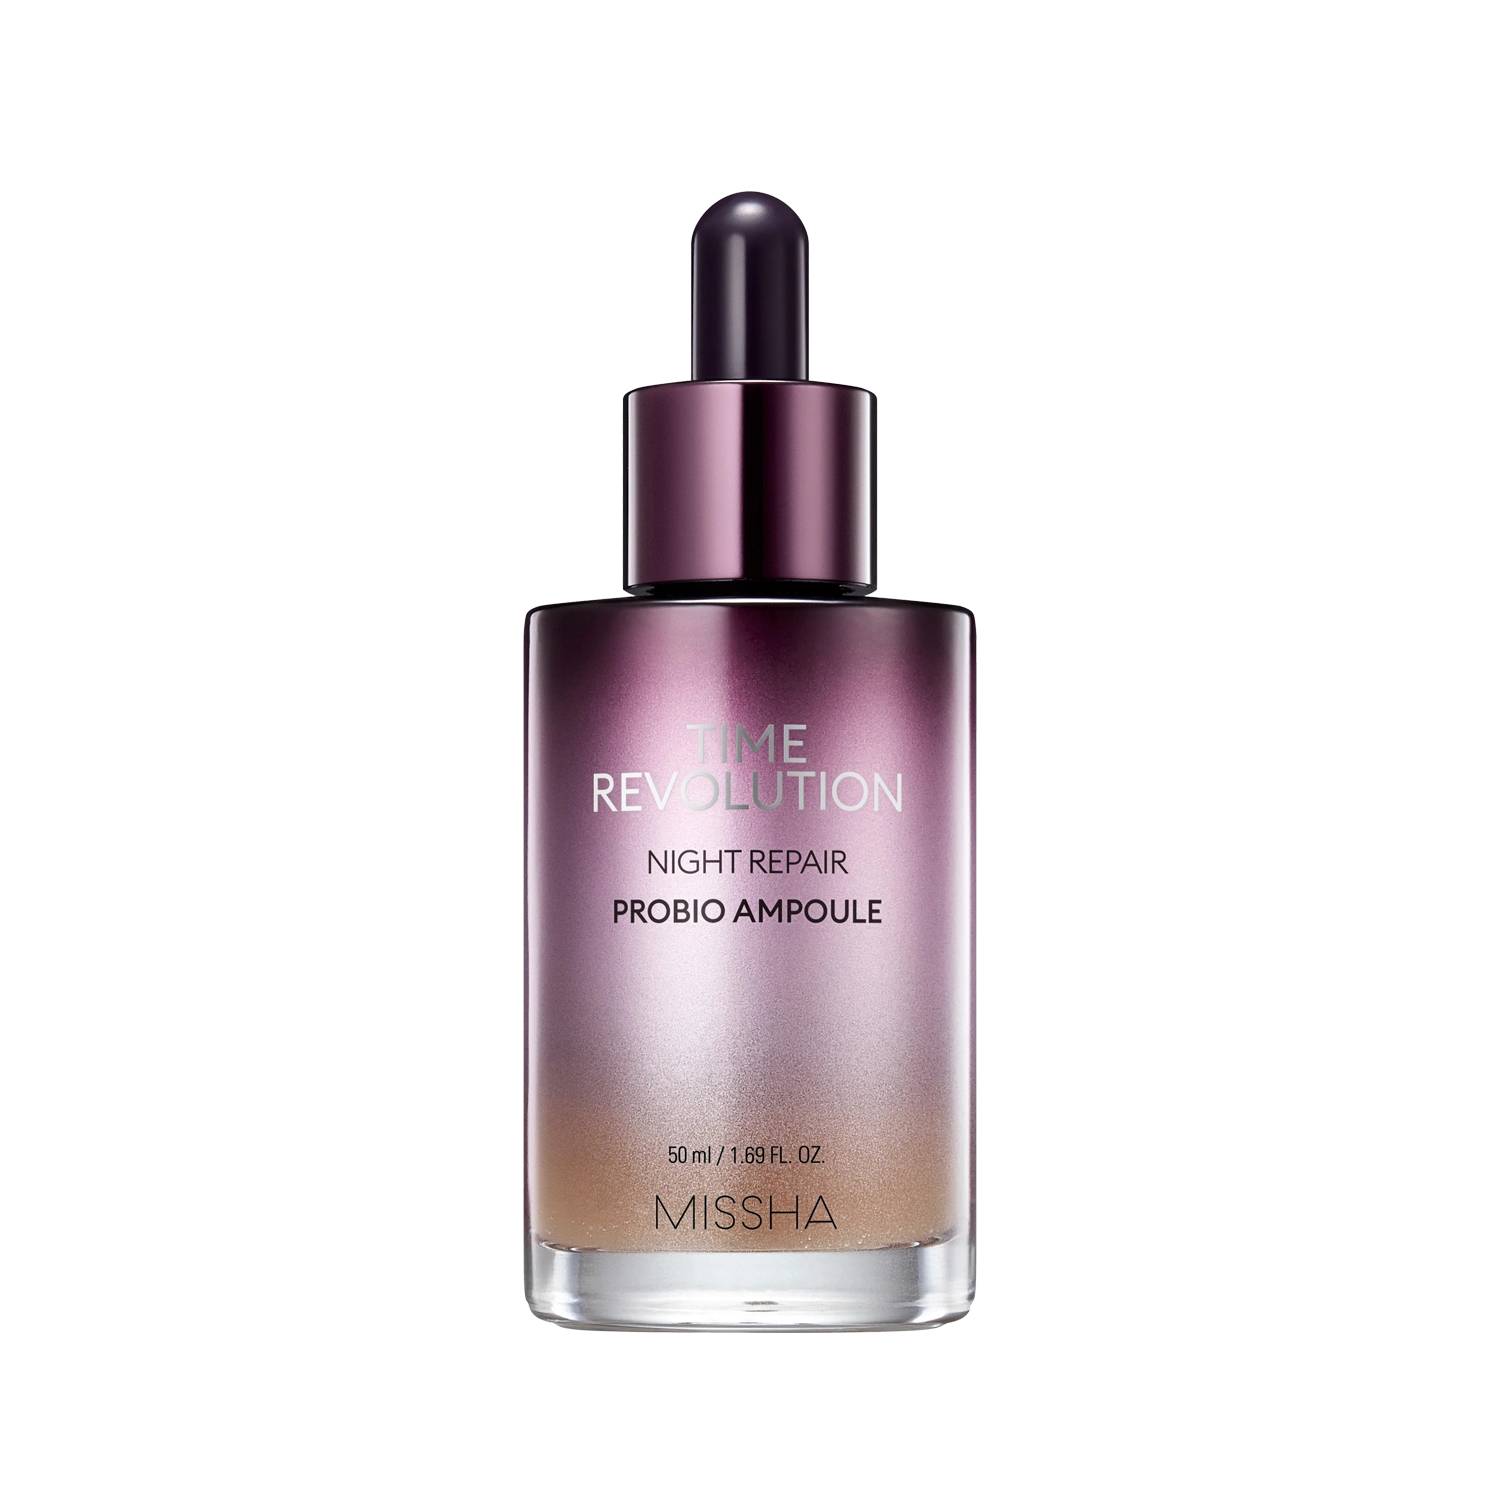 TIME
REVOLUTION
NIGHT REPAIR
PROBIO AMPOULE
50 ml / 1.69 FL. OZ.
MISSHA